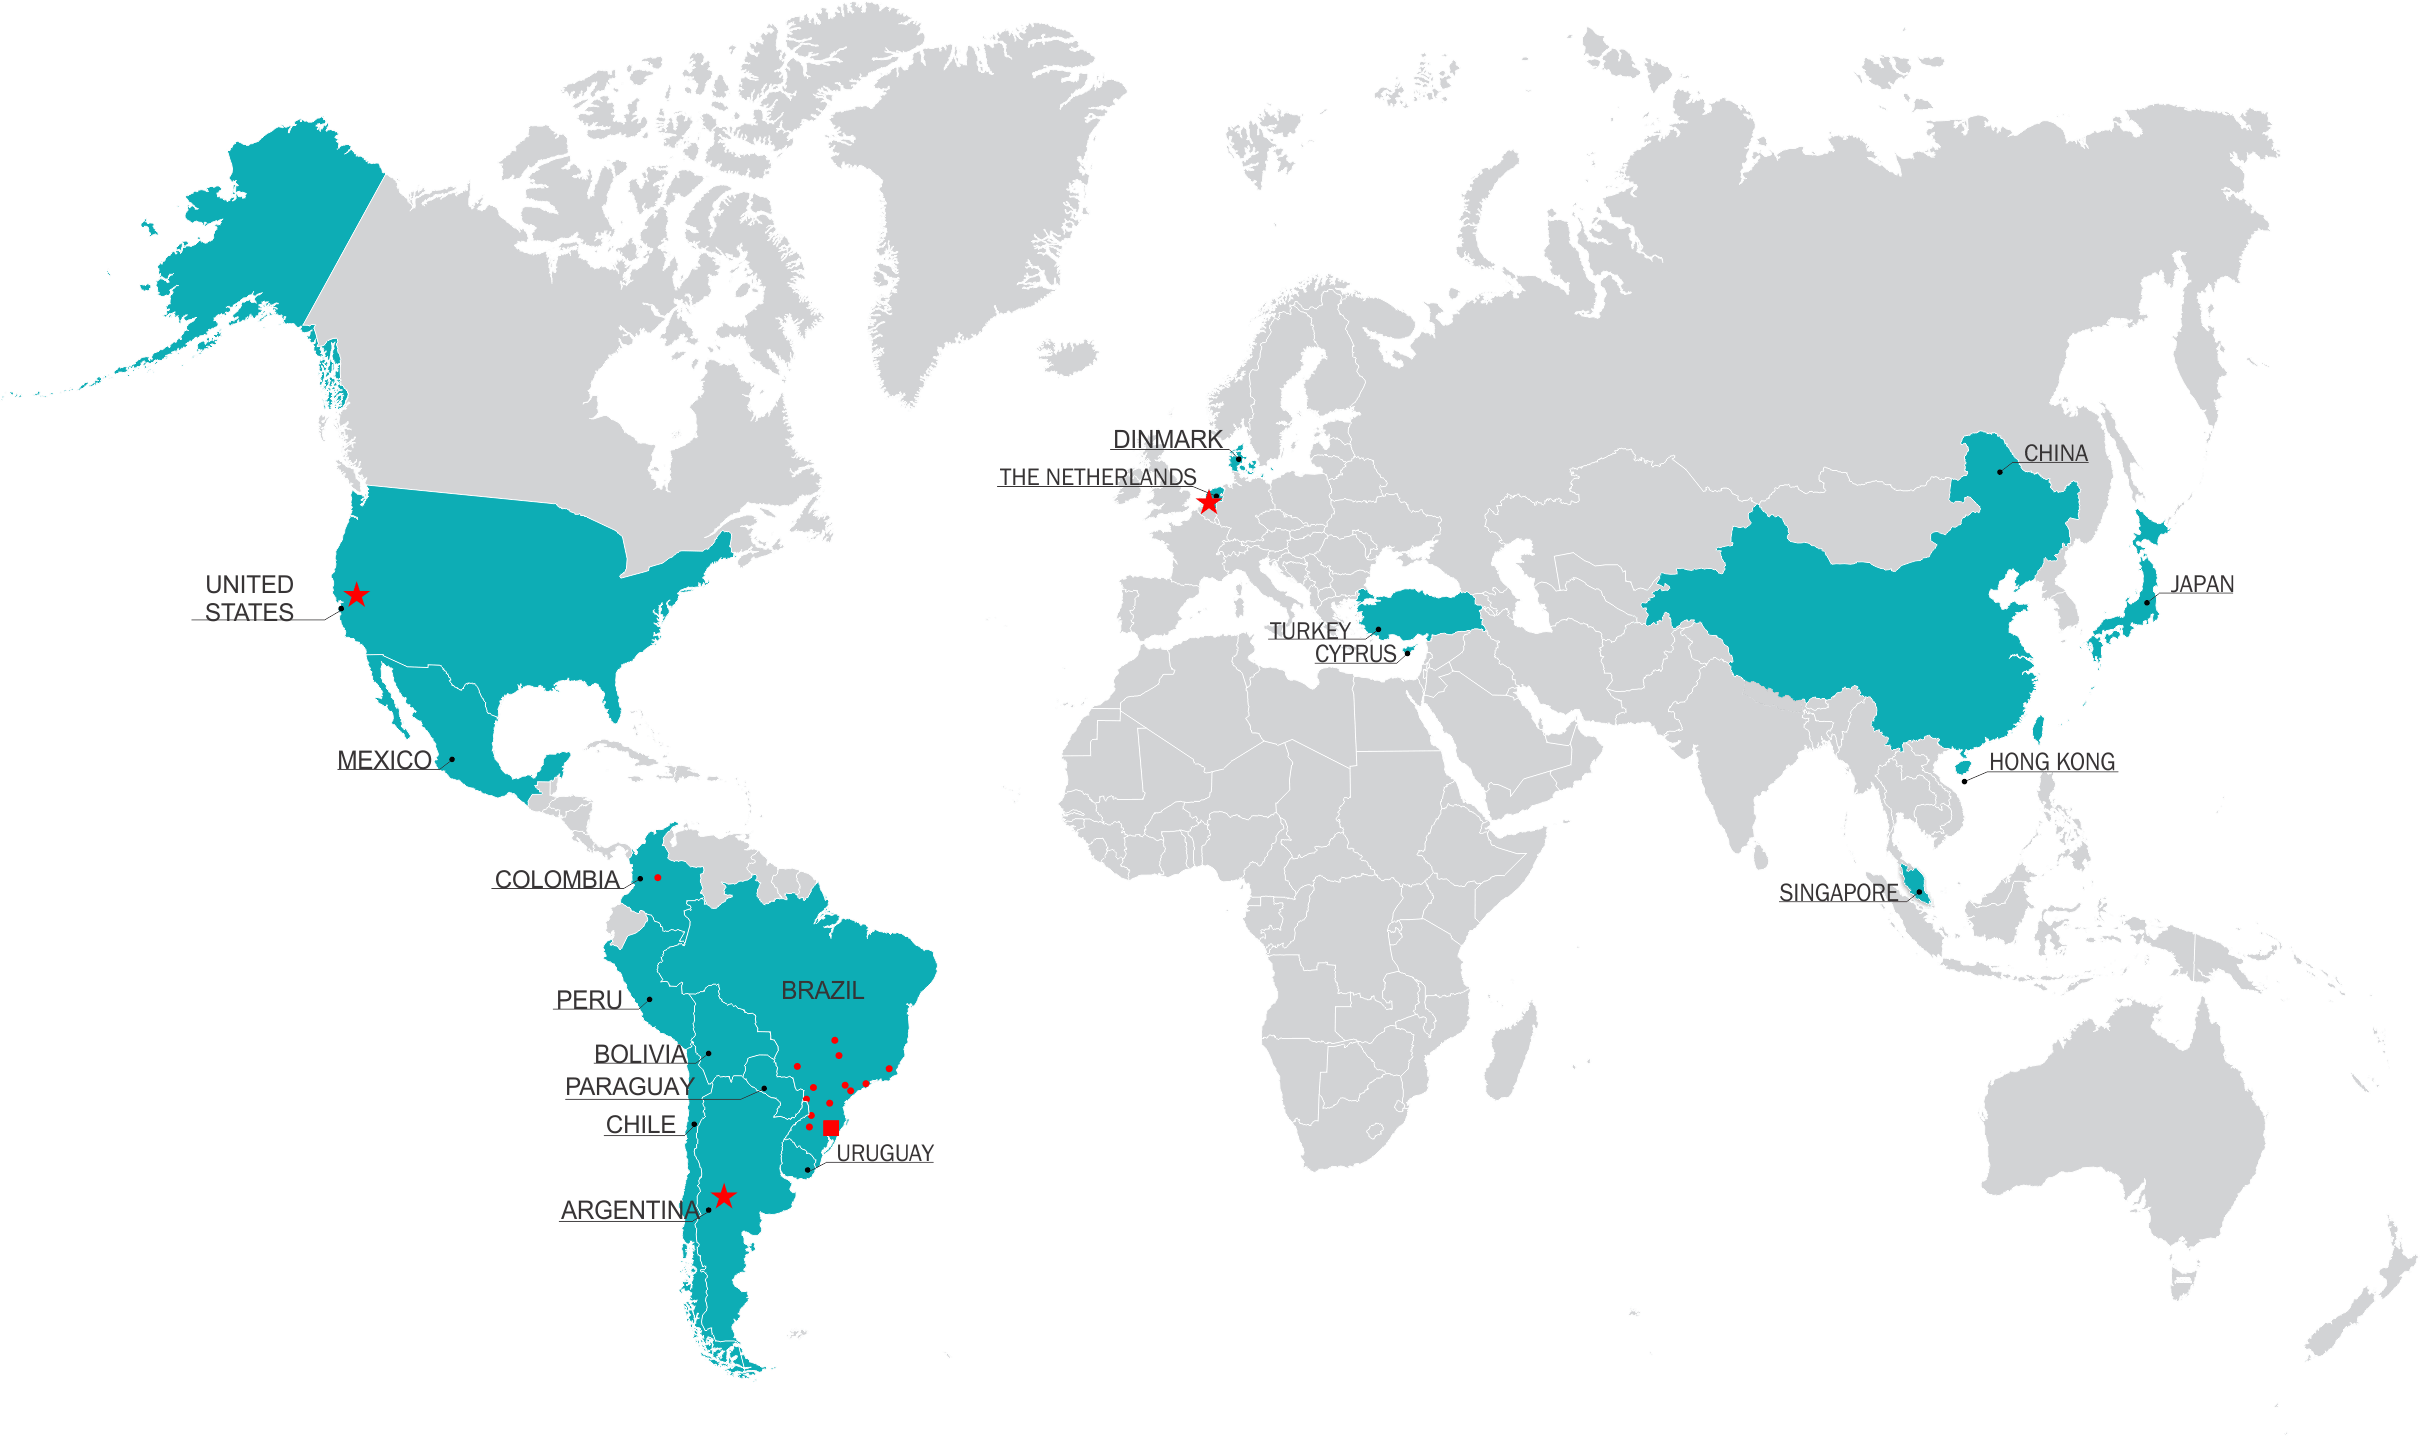 DINMARK
CHINA
THE NETHERLANDS
UNITED
STATES
JAPAN
TURKEY
CYPRUS
MEXICO
HONG KONG
COLOMBIA
SINGAPORE
BRAZIL
PERU
BOLIVIA
PARAGUAY
CHILE
URUGUAY
ARGENTINA